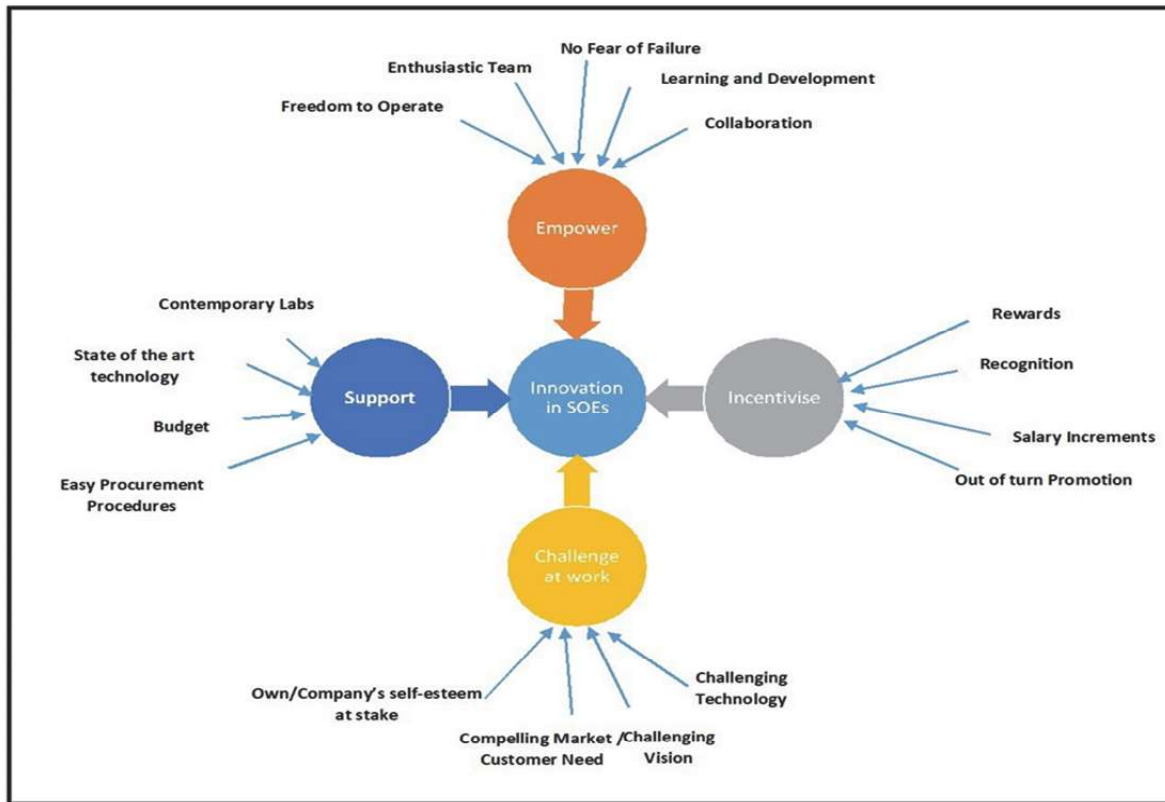 No Fear of Failure
Enthusiastic Team
Learning and Development
Freedom to Operate
Collaboration
Empower
Contemporary Labs
State of the art
technology
Budget
Easy Procurement
Procedures
Support
Innovation
in SOEs
Incentivise
Rewards
Recognition
Salary Increments
Out of turn Promotion
Challenge
at work
Own/Company's self-esteem
at stake
Compelling Market /
Customer Need
Challenging
Vision
Challenging
Technology